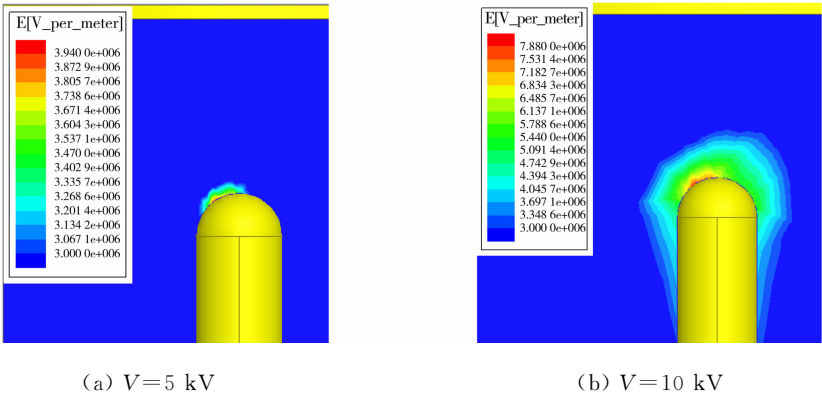 E[V_per_meter]
3.940 0e+006
3.872 9e+006
3.805 7e+006
3.738 6e+006
3.671 4e+006
3.604 3e+006
3.537 1e+006
3.470 0e+006
3.402 9e+006
3.335 7e+006
3.268 6e+006
3.201 4e+006
3.134 2e+006
3.067 1e+006
3.000 0e+006
E[V_per_meter]
7.880 0e+006
7.531 4e+006
7.182 7e+006
6.834 3e+006
6.485 7e+006
6.137 1e+006
5.788 6e+006
5.440 0e+006
5.091 4e+006
4.742 9e+006
4.394 3e+006
4.045 7e+006
3.697 1e+006
3.348 6e+006
3.000 0e+006
(a) V=5 kV
(b) V=10 kV